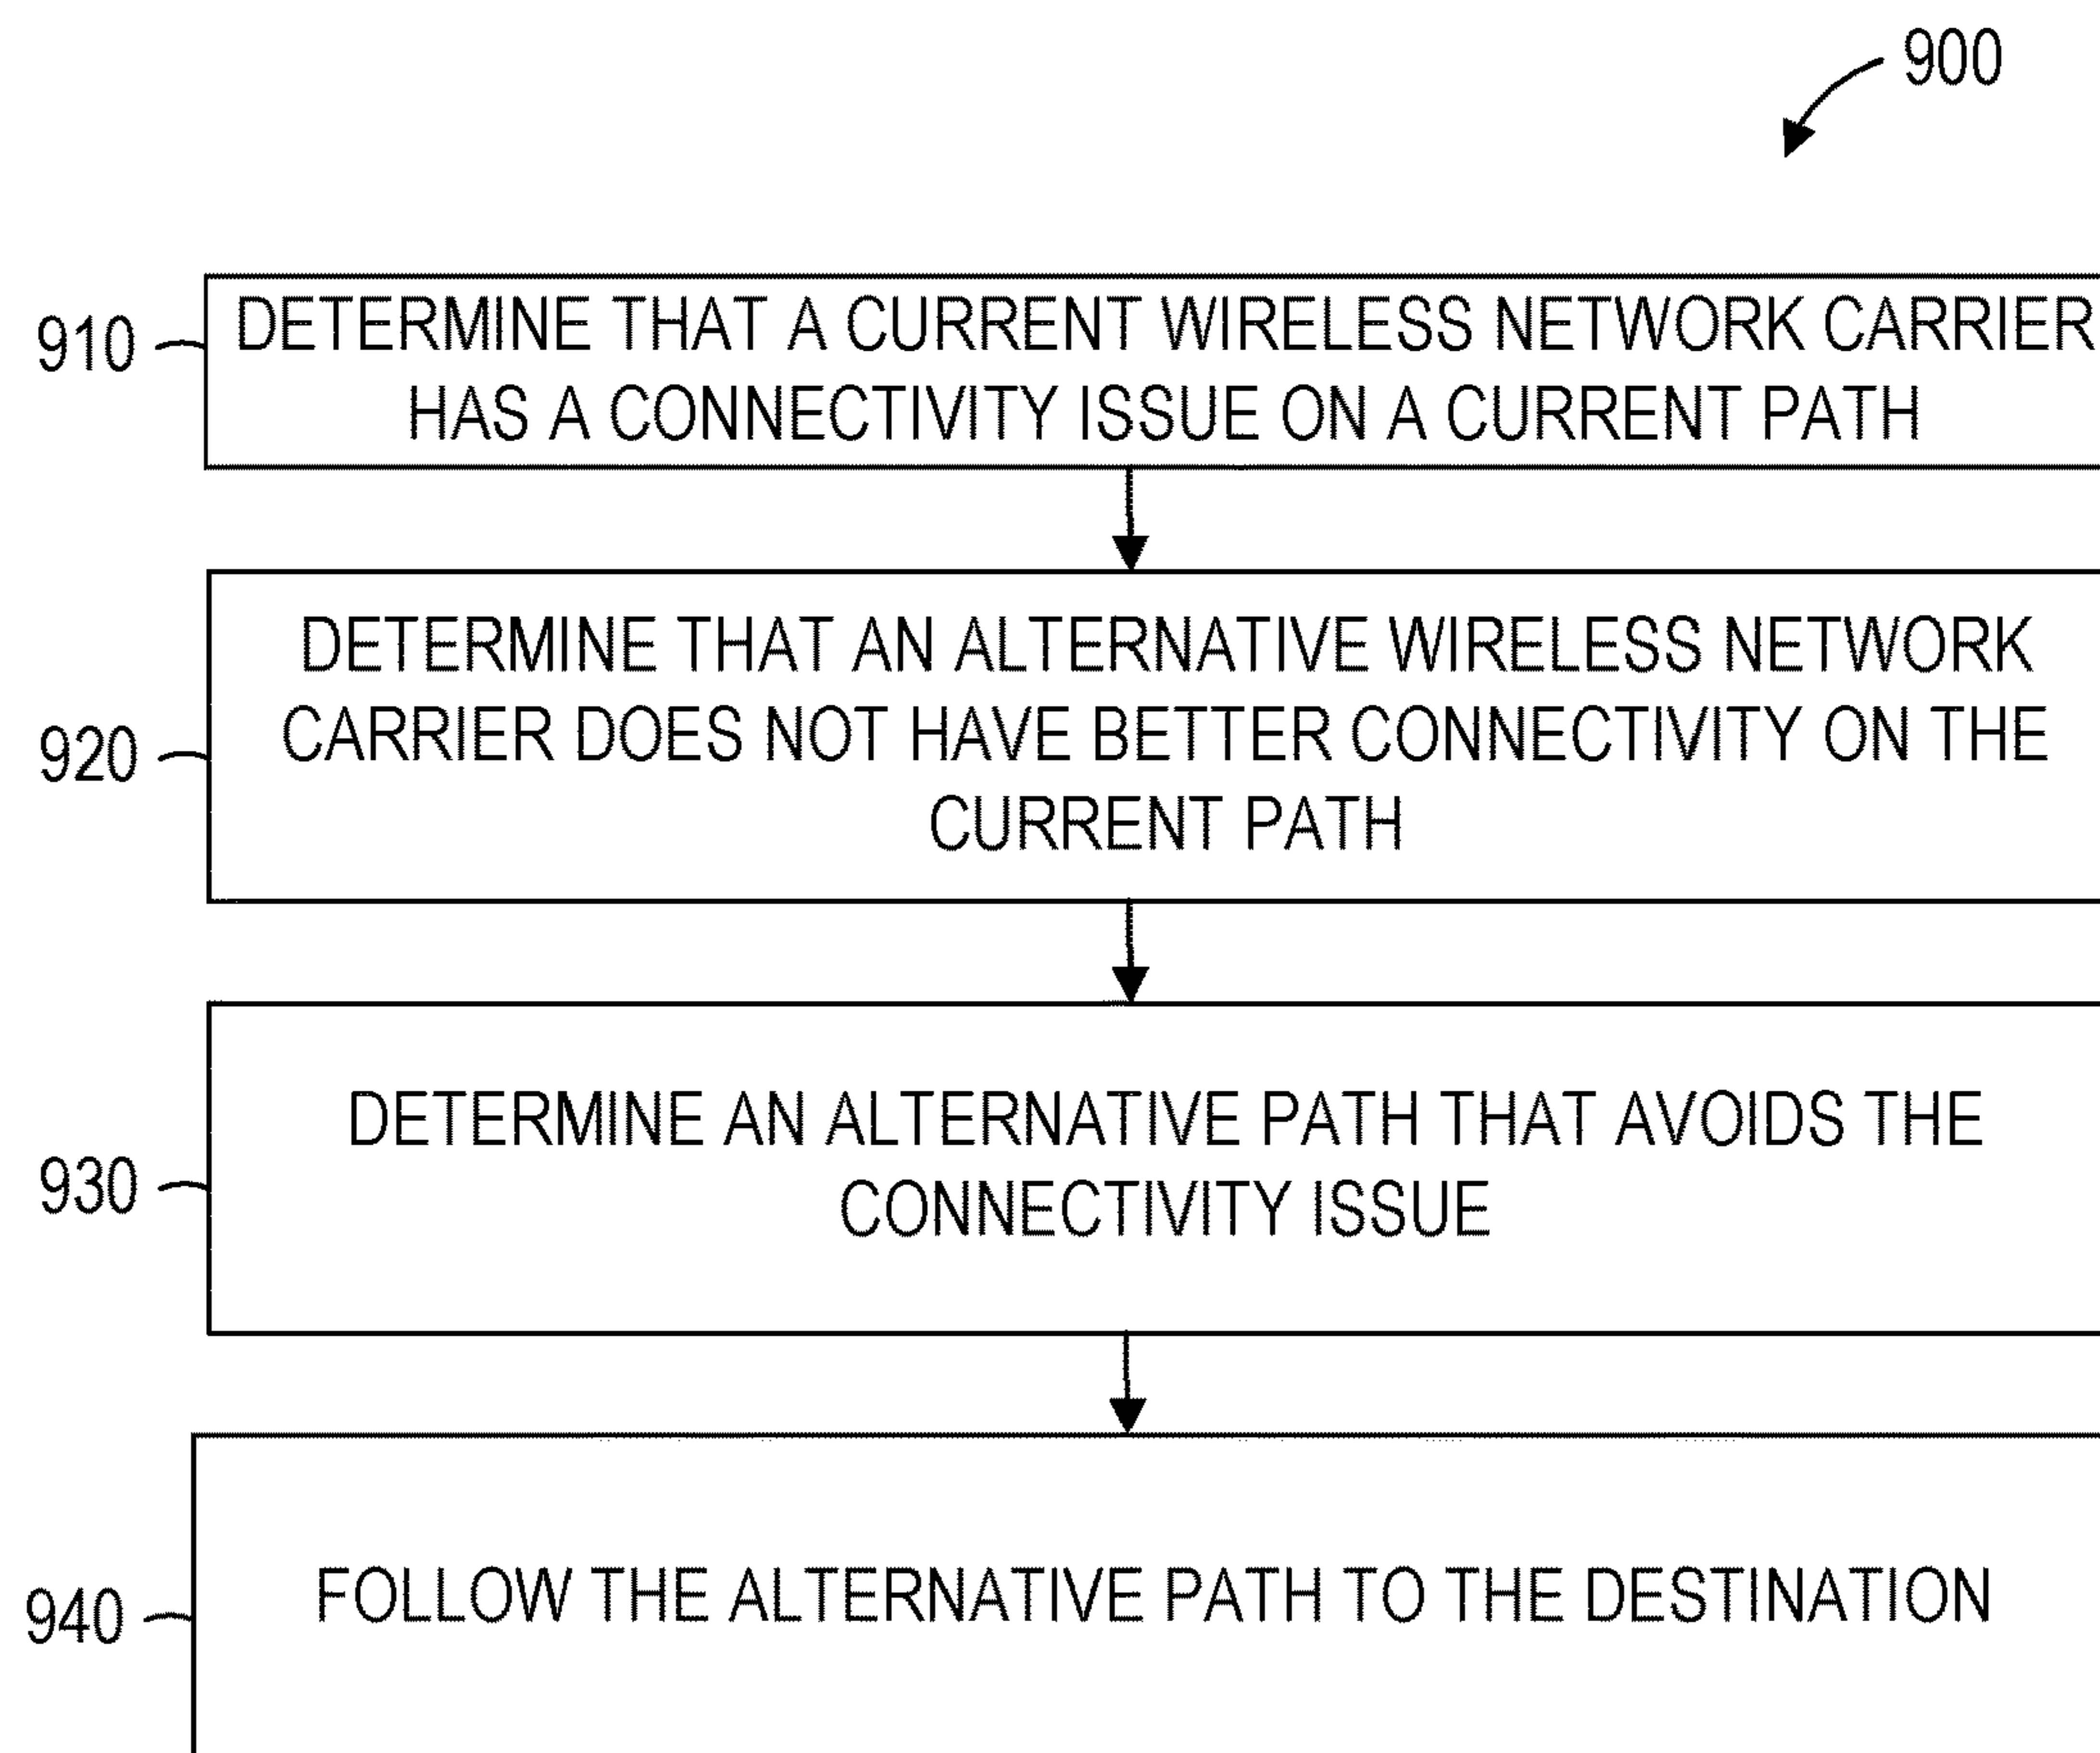 900
910
DETERMINE THAT A CURRENT WIRELESS NETWORK CARRIER
HAS A CONNECTIVITY ISSUE ON A CURRENT PATH
920
DETERMINE THAT AN ALTERNATIVE WIRELESS NETWORK
CARRIER DOES NOT HAVE BETTER CONNECTIVITY ON THE
CURRENT PATH
930
DETERMINE AN ALTERNATIVE PATH THAT AVOIDS THE
CONNECTIVITY ISSUE
940
FOLLOW THE ALTERNATIVE PATH TO THE DESTINATION